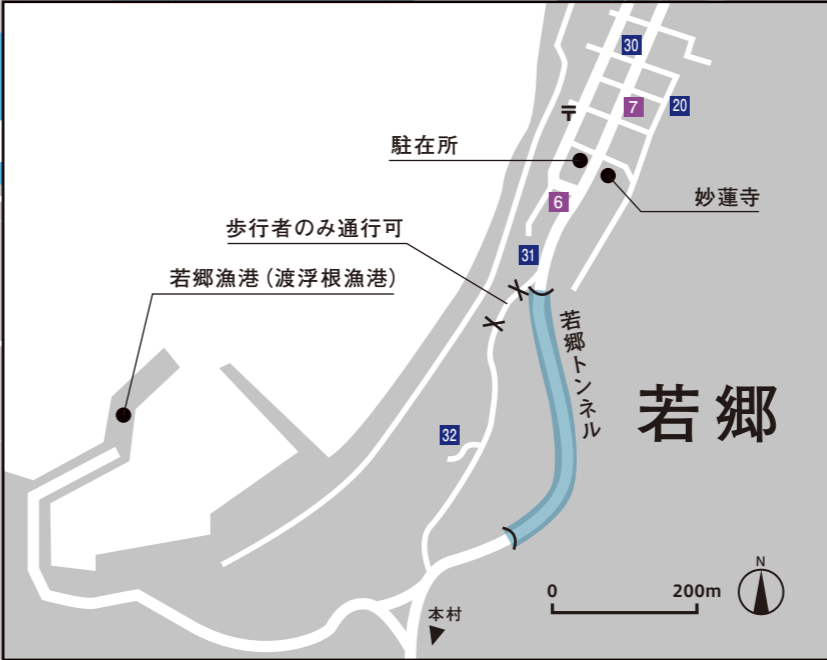 30
7
20
〒
駐在所
妙蓮寺
6
歩行者のみ通行可
31
若郷漁港（渡浮根漁港）
若郷トンネル
若郷
32
0 200m
N
本村